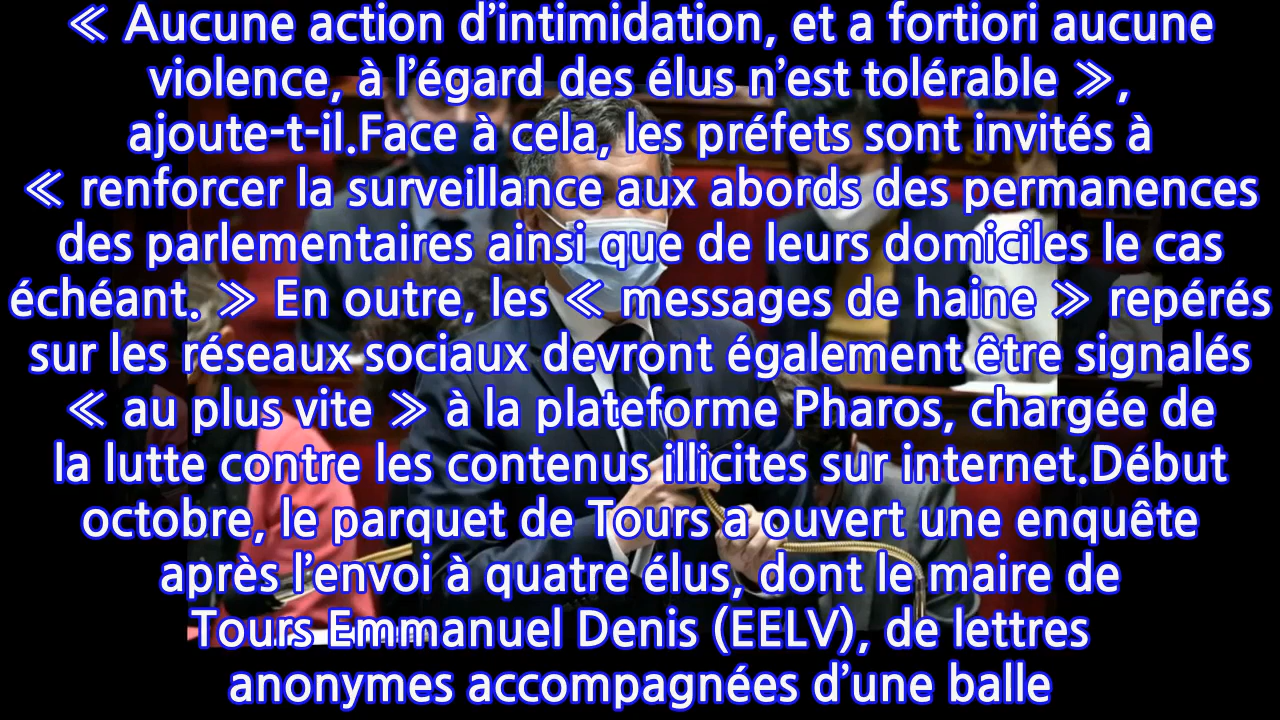 « Aucune action d’intimidation, et a fortiori aucune
violence, à l’égard des élus n’est tolérable »,
ajoute-t-il.Face à cela, les préfets sont invités à
« renforcer la surveillance aux abords des permanences
des parlementaires ainsi que de leurs domiciles le cas
échéant. » En outre, les « messages de haine » repérés
sur les réseaux sociaux devront également être signalés
« au plus vite » à la plateforme Pharos, chargée de
la lutte contre les contenus illicites sur internet.Début
octobre, le parquet de Tours a ouvert une enquête
après l’envoi à quatre élus, dont le maire de
Tours Emmanuel Denis (EELV), de lettres
anonymes accompagnées d’une balle